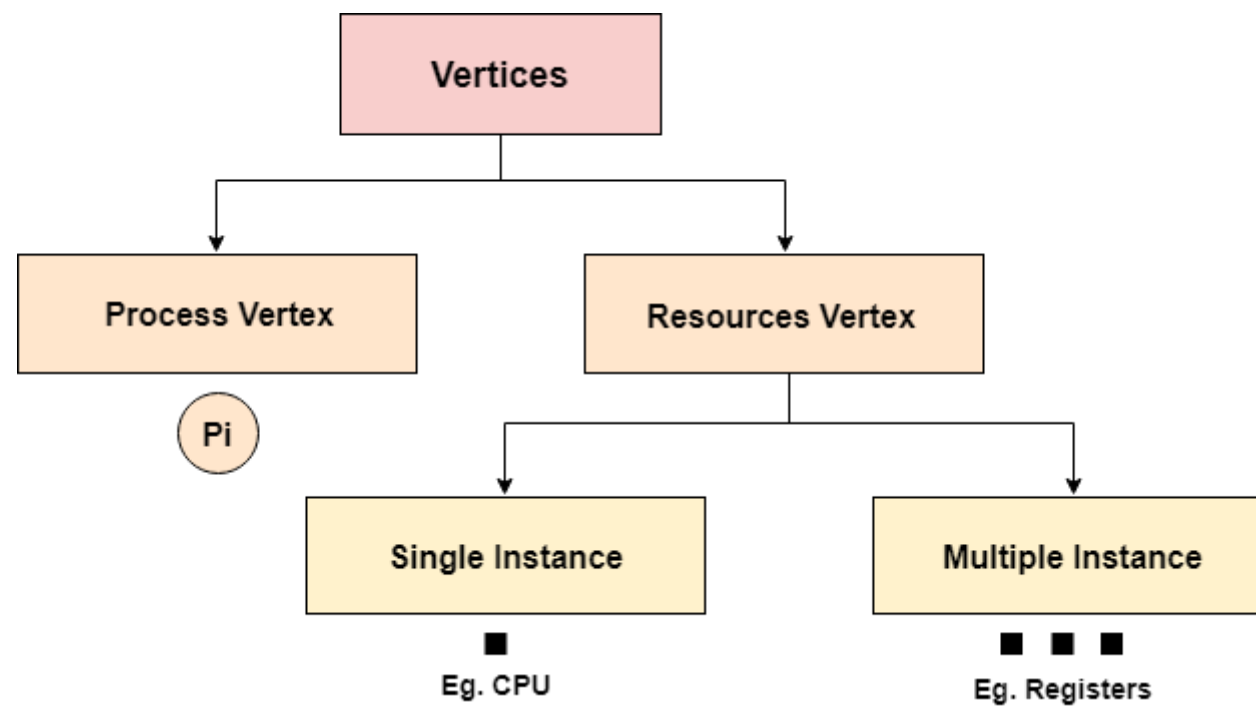 Vertices
Process Vertex
Resources Vertex
Pi
Single Instance
Multiple Instance
Eg. CPU
Eg. Registers